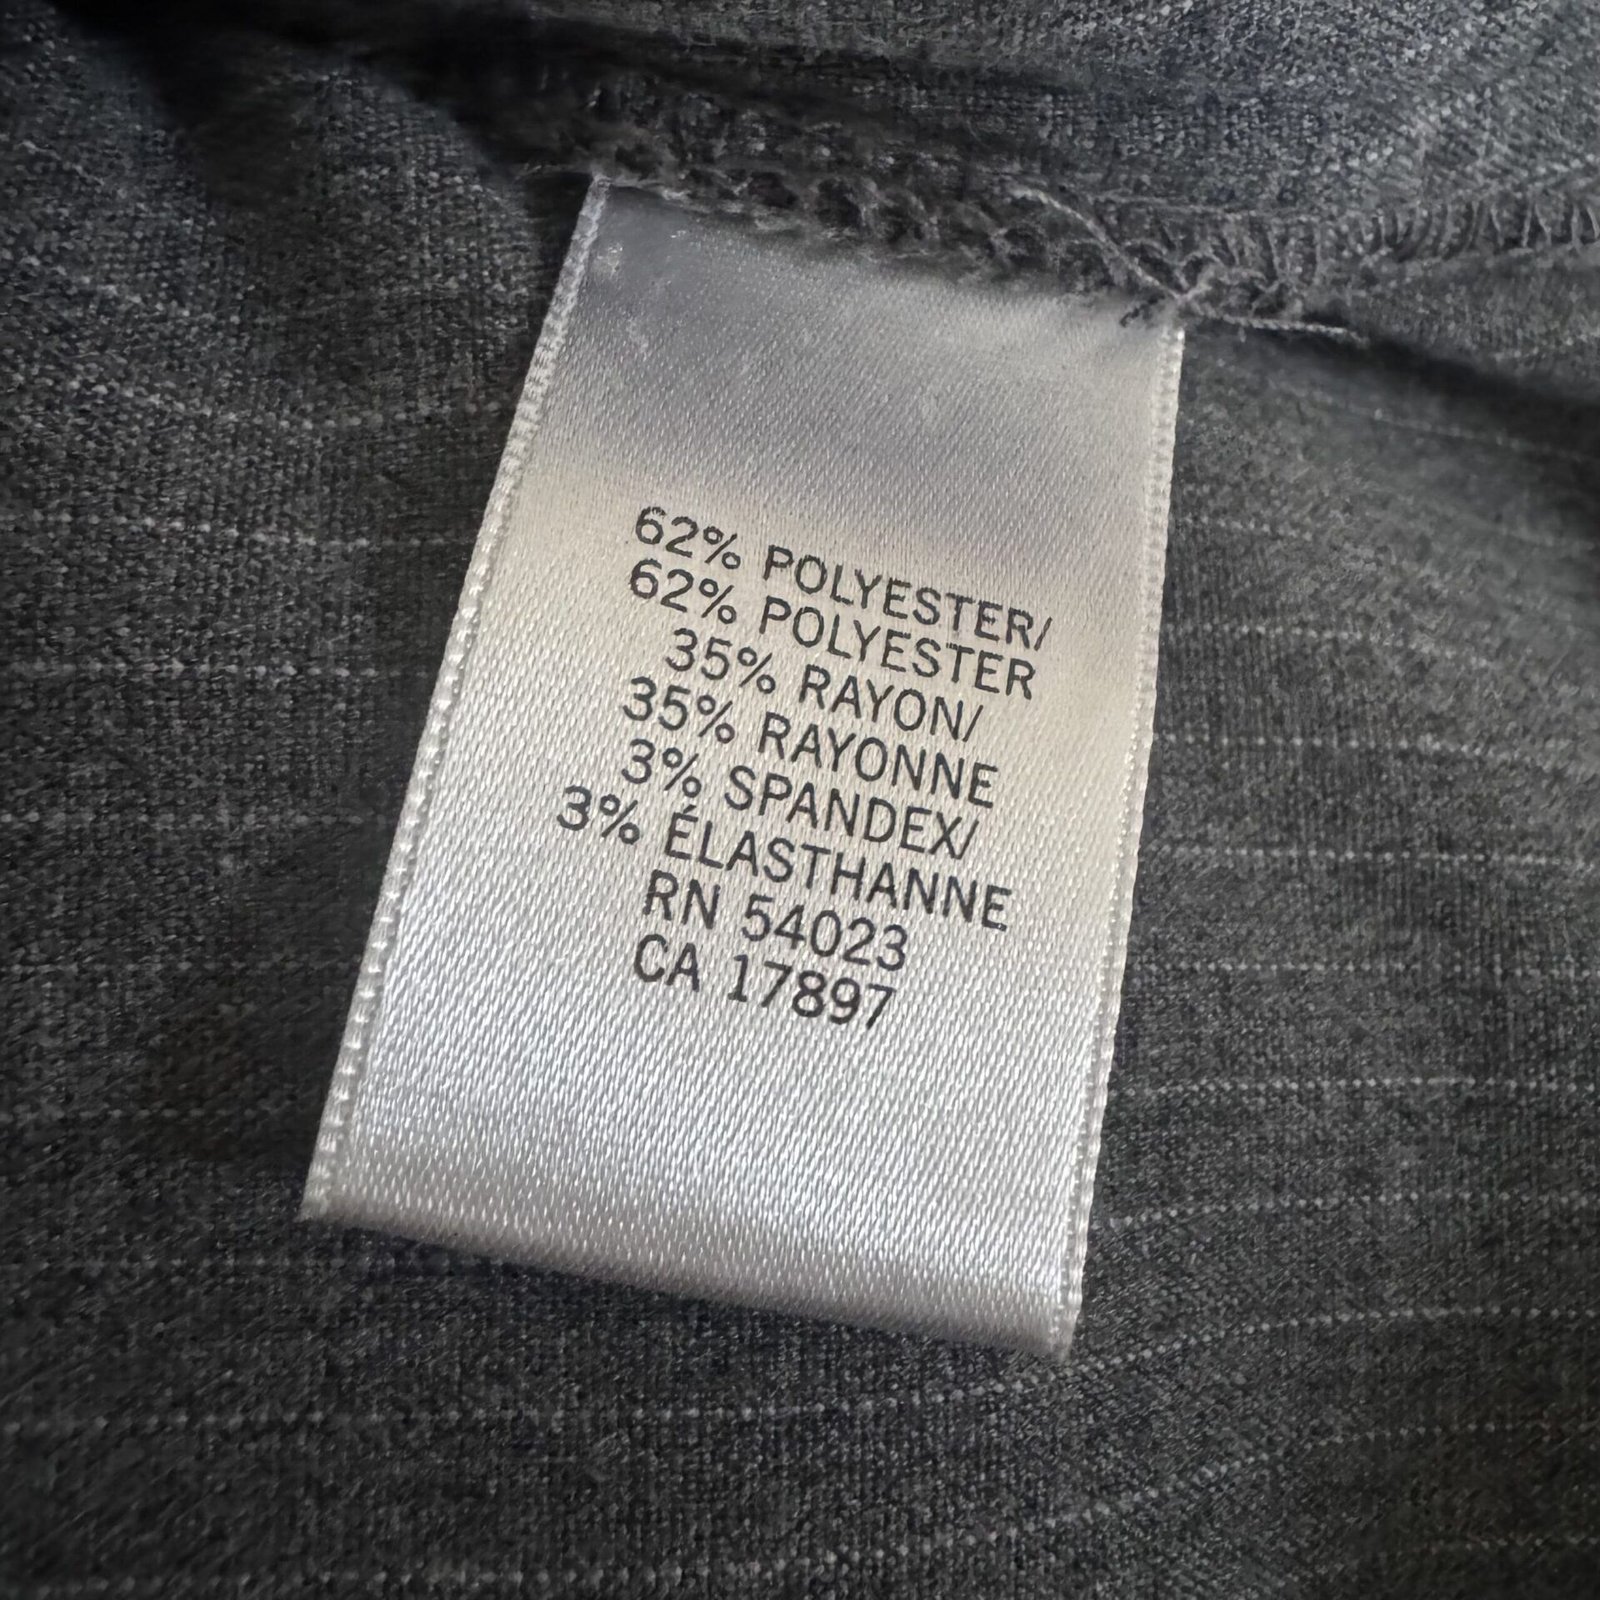 62% POLYESTER/
62% POLYESTER
35% RAYON/
35% RAYONNE
3% SPANDEX/
3% ÉLASTHANNE
RN 54023
CA 17897